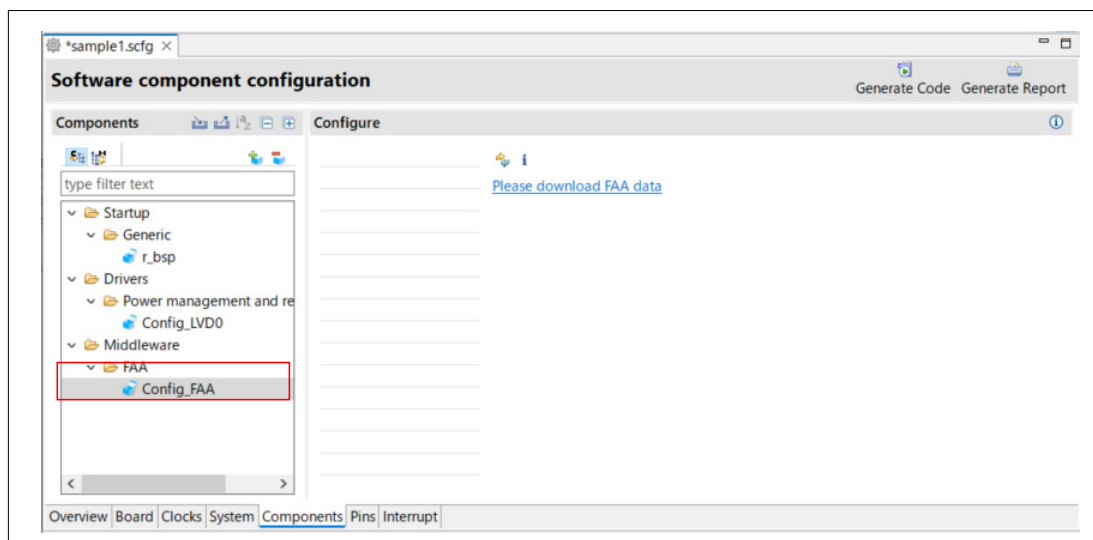 *sample1.scfg
Software component configuration
Generate Code Generate Report
Components
Configure
type filter text
Please download FAA data
Startup
Generic
r_bsp
Drivers
Power management and re
Config_LVD0
Middleware
FAA
Config_FAA
Overview Board Clocks System Components Pins Interrupt